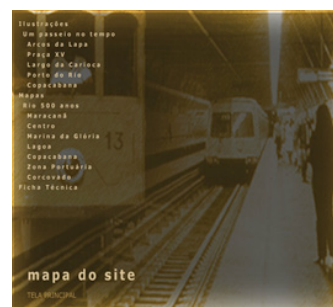 Ilustrações
Um passeio no tempo
Arcos da Lapa
Praça XV
Largo da Carioca
Porto do Rio
Copacabana
Mapas
Rio 500 anos
Maracanã
Centro
Marina da Glória
Lagoa
Copacabana
Zona Portuária
Corcovado
Ficha Técnica
13
mapa do site
TELA PRINCIPAL